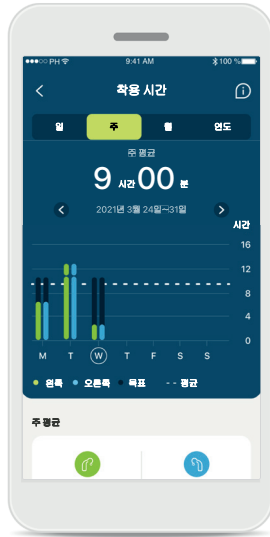 PH 9:41 AM 100 %
착용 시간
일 주 월 연도
주 평균
9 시간 00 분
2021년 3월 24일~31일
시간
16
12
8
4
0
M T W T F S S
왼쪽 오른쪽 목표 -- 평균
주 평균